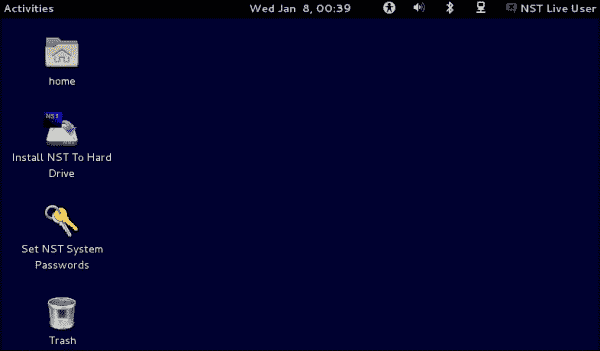 Activities
Wed Jan 8, 00:39
NST Live User
home
NST
Install NST To Hard
Drive
Set NST System
Passwords
Trash